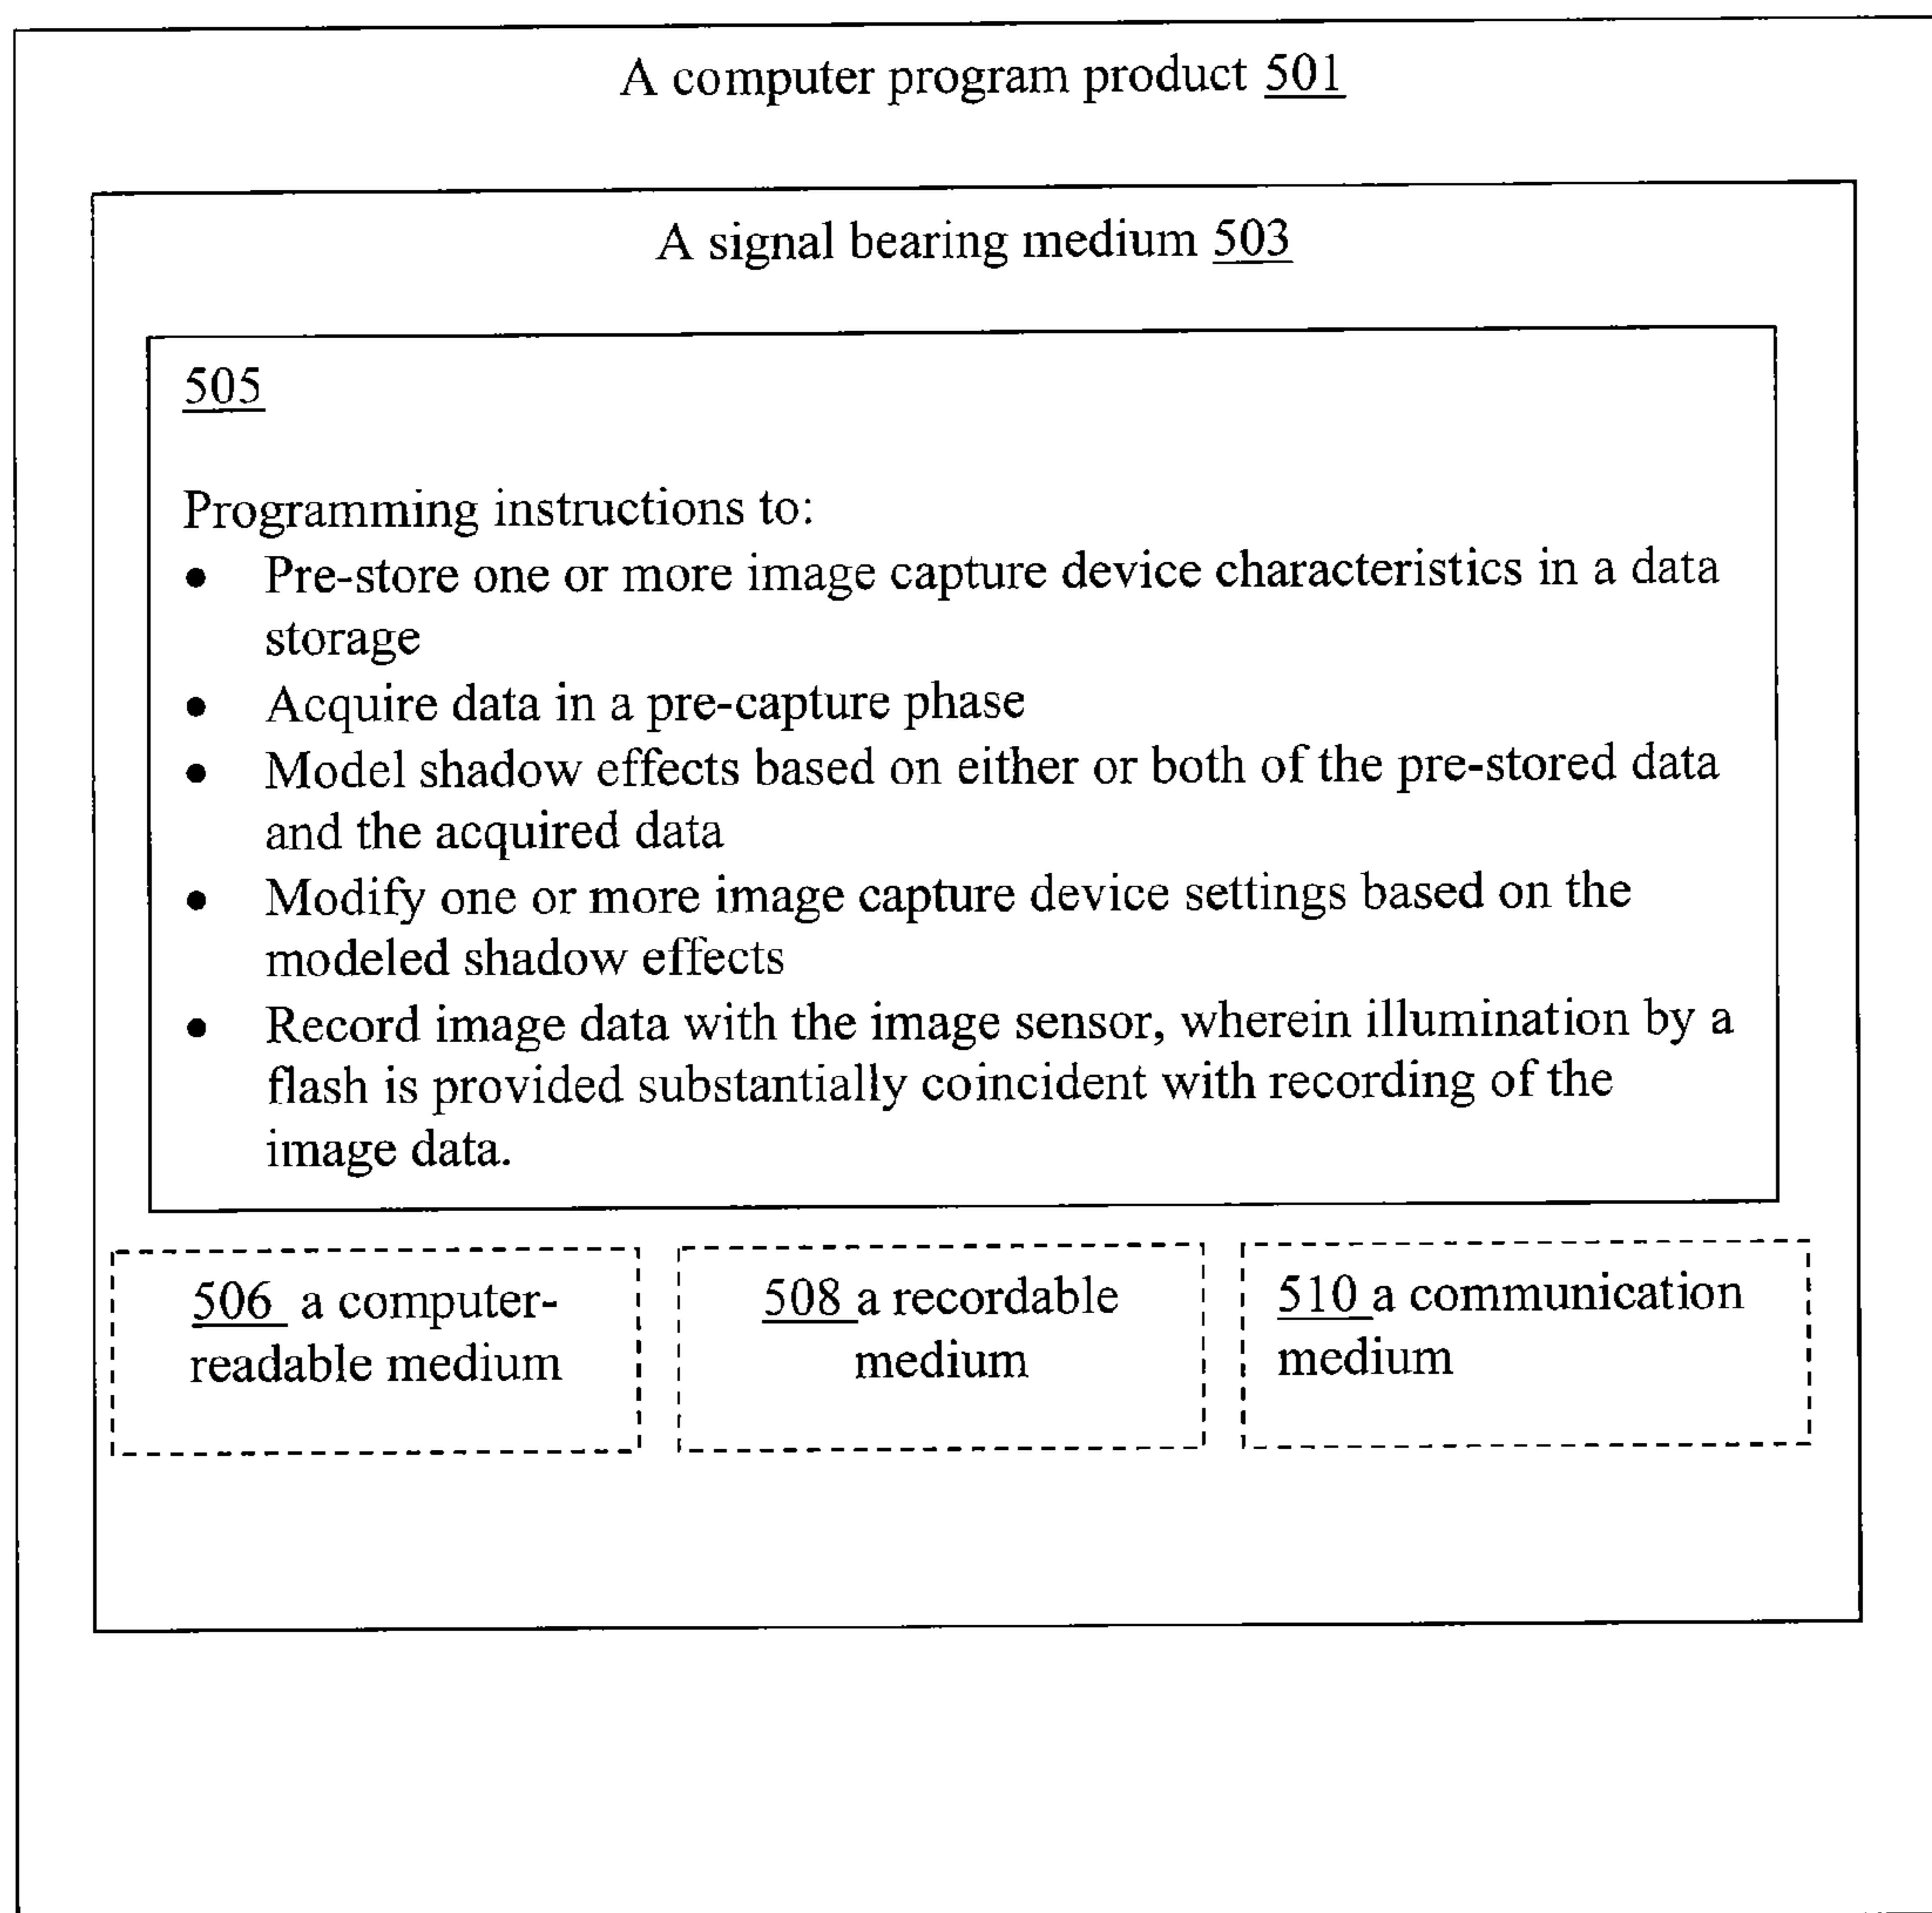 A computer program product 501
A signal bearing medium 503
505
Programming instructions to:
● Pre-store one or more image capture device characteristics in a data
storage
● Acquire data in a pre-capture phase
● Model shadow effects based on either or both of the pre-stored data
and the acquired data
● Modify one or more image capture device settings based on the
modeled shadow effects
● Record image data with the image sensor, wherein illumination by a
flash is provided substantially coincident with recording of the
image data.
506 a computer-
readable medium
508 a recordable
medium
510 a communication
medium